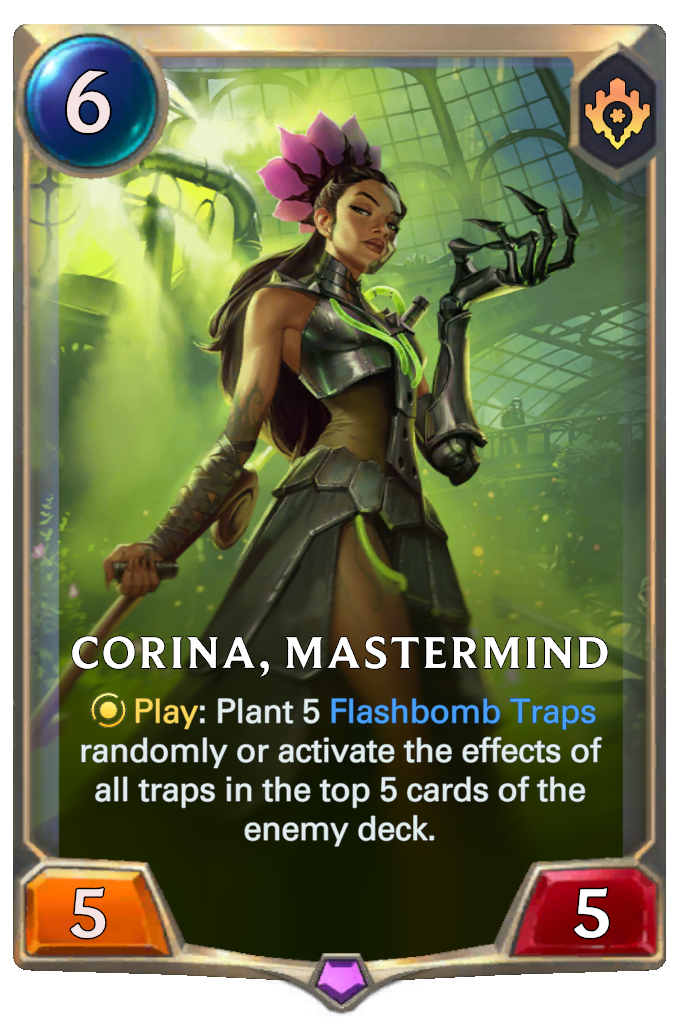 6
CORINA, MASTERMIND
Play: Plant 5 Flashbomb Traps
randomly or activate the effects of
all traps in the top 5 cards of the
enemy deck.
5
5